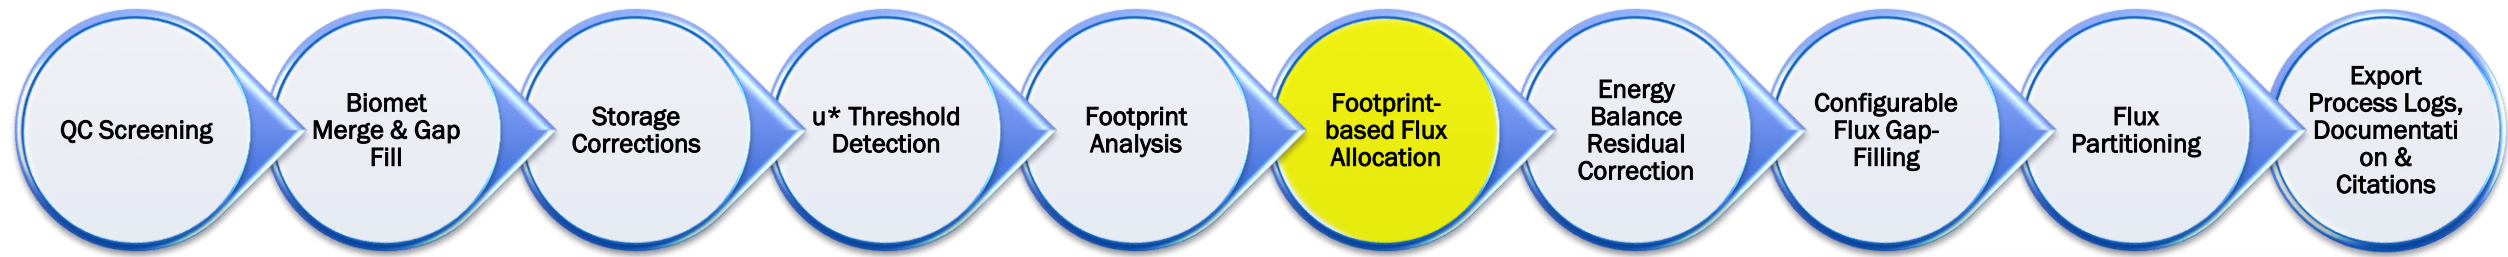 QC Screening
Biomet
Merge & Gap
Fill
Storage
Corrections
u* Threshold
Detection
Footprint
Analysis
Footprint-
based Flux
Allocation
Energy
Balance
Residual
Correction
Configurable
Flux Gap-
Filling
Flux
Partitioning
Export
Process Logs,
Documentati
on &
Citations